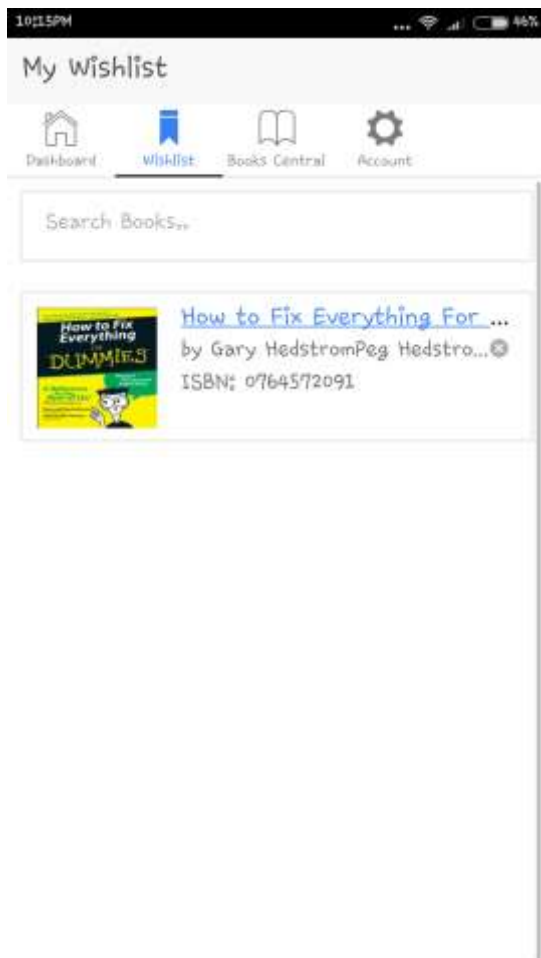 10:15PM
46%
My Wishlist
Dashboard
Wishlist
Books Central
Account
Search Books..
How to Fix
Everything
DUMMIES
How to Fix Everything For ...
by Gary HedstromPeg Hedstro...
ISBN: 0764572091